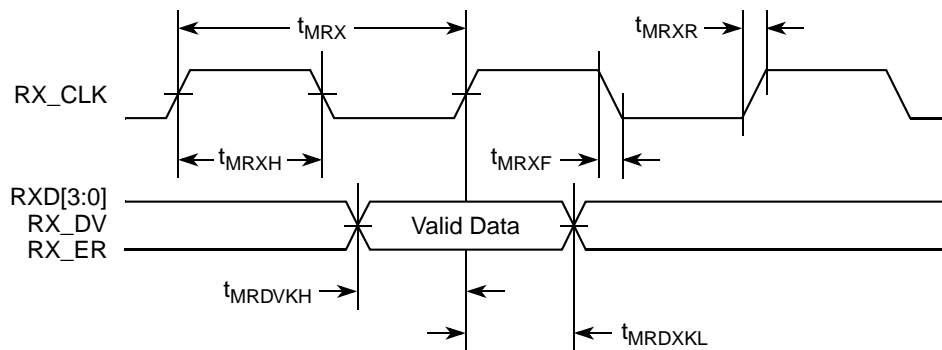 tMRX
tMRXR
RX_CLK
tMRXH
tMRXF
RXD[3:0]
RX_DV
Valid Data
RX_ER
tMRDVKH
tMRDXKL